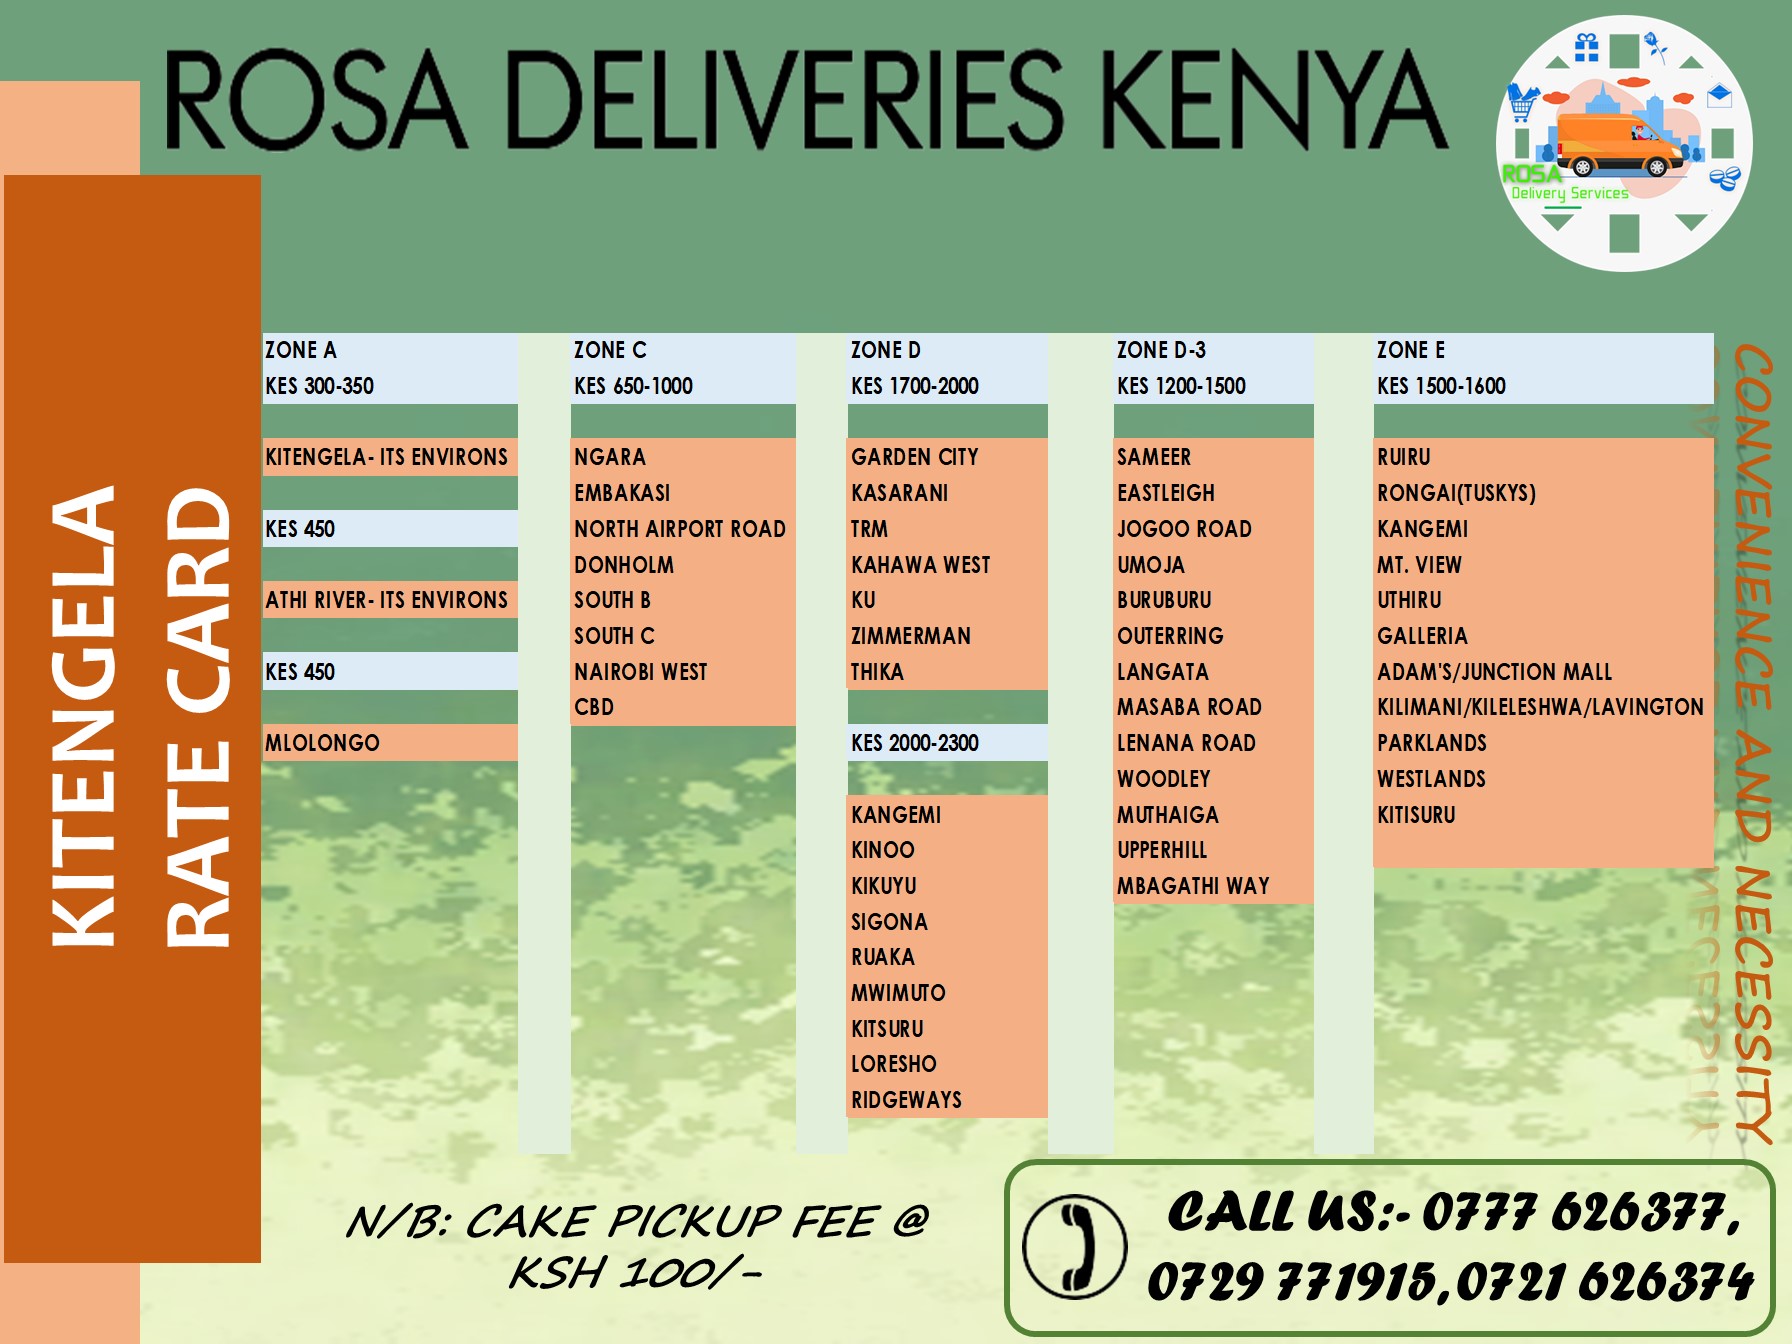 ROSA DELIVERIES KENYA
ROSA
Delivery Services
KITENGELA
RATE CARD
ZONE A
KES 300-350
KITENGELA- ITS ENVIRONS
KES 450
ATHI RIVER- ITS ENVIRONS
KES 450
MLOLONGO
ZONE C
KES 650-1000
NGARA
EMBAKASI
NORTH AIRPORT ROAD
DONHOLM
SOUTH B
SOUTH C
NAIROBI WEST
CBD
ZONE D
KES 1700-2000
GARDEN CITY
KASARANI
TRM
KAHAWA WEST
KU
ZIMMERMAN
THIKA
KES 2000-2300
KANGEMI
KINOO
KIKUYU
SIGONA
RUAKA
MWIMUTO
KITSURU
LORESHO
RIDGEWAYS
ZONE D-3
KES 1200-1500
SAMEER
EASTLEIGH
JOGOO ROAD
UMOJA
BURUBURU
OUTERRING
LANGATA
MASABA ROAD
LENANA ROAD
WOODLEY
MUTHAIGA
UPPERHILL
MBAGATHI WAY
ZONE E
KES 1500-1600
RUIRU
RONGAI(TUSKYS)
KANGEMI
MT. VIEW
UTHIRU
GALLERIA
ADAM'S/JUNCTION MALL
KILIMANI/KILELESHWA/LAVINGTON
PARKLANDS
WESTLANDS
KITISURU
CONVENIENCE AND NECESSITY
N/B: CAKE PICKUP FEE @
KSH 100/-
CALL US:- 0777 626377,
0729 771915,0721 626374